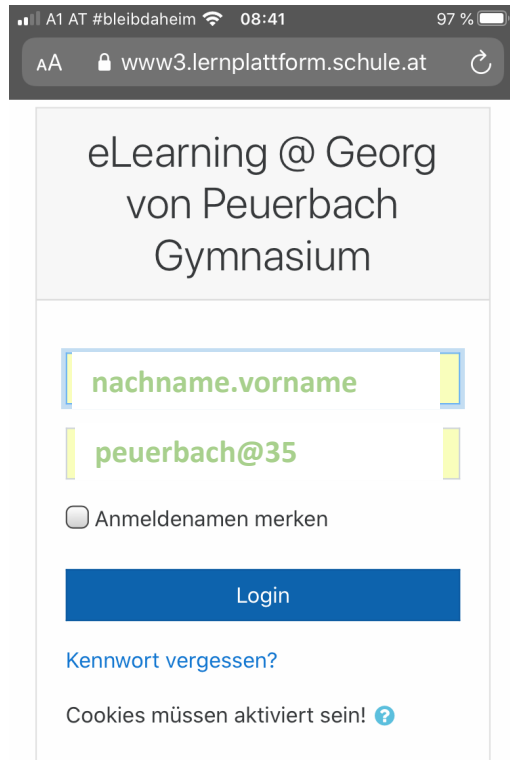 A1 AT #bleibdaheim 08:41 97 %
AA www3.lernplattform.schule.at
eLearning @ Georg
von Peuerbach
Gymnasium
nachname.vorname
peuerbach@35
Anmeldenamen merken
Login
Kennwort vergessen?
Cookies müssen aktiviert sein! ?